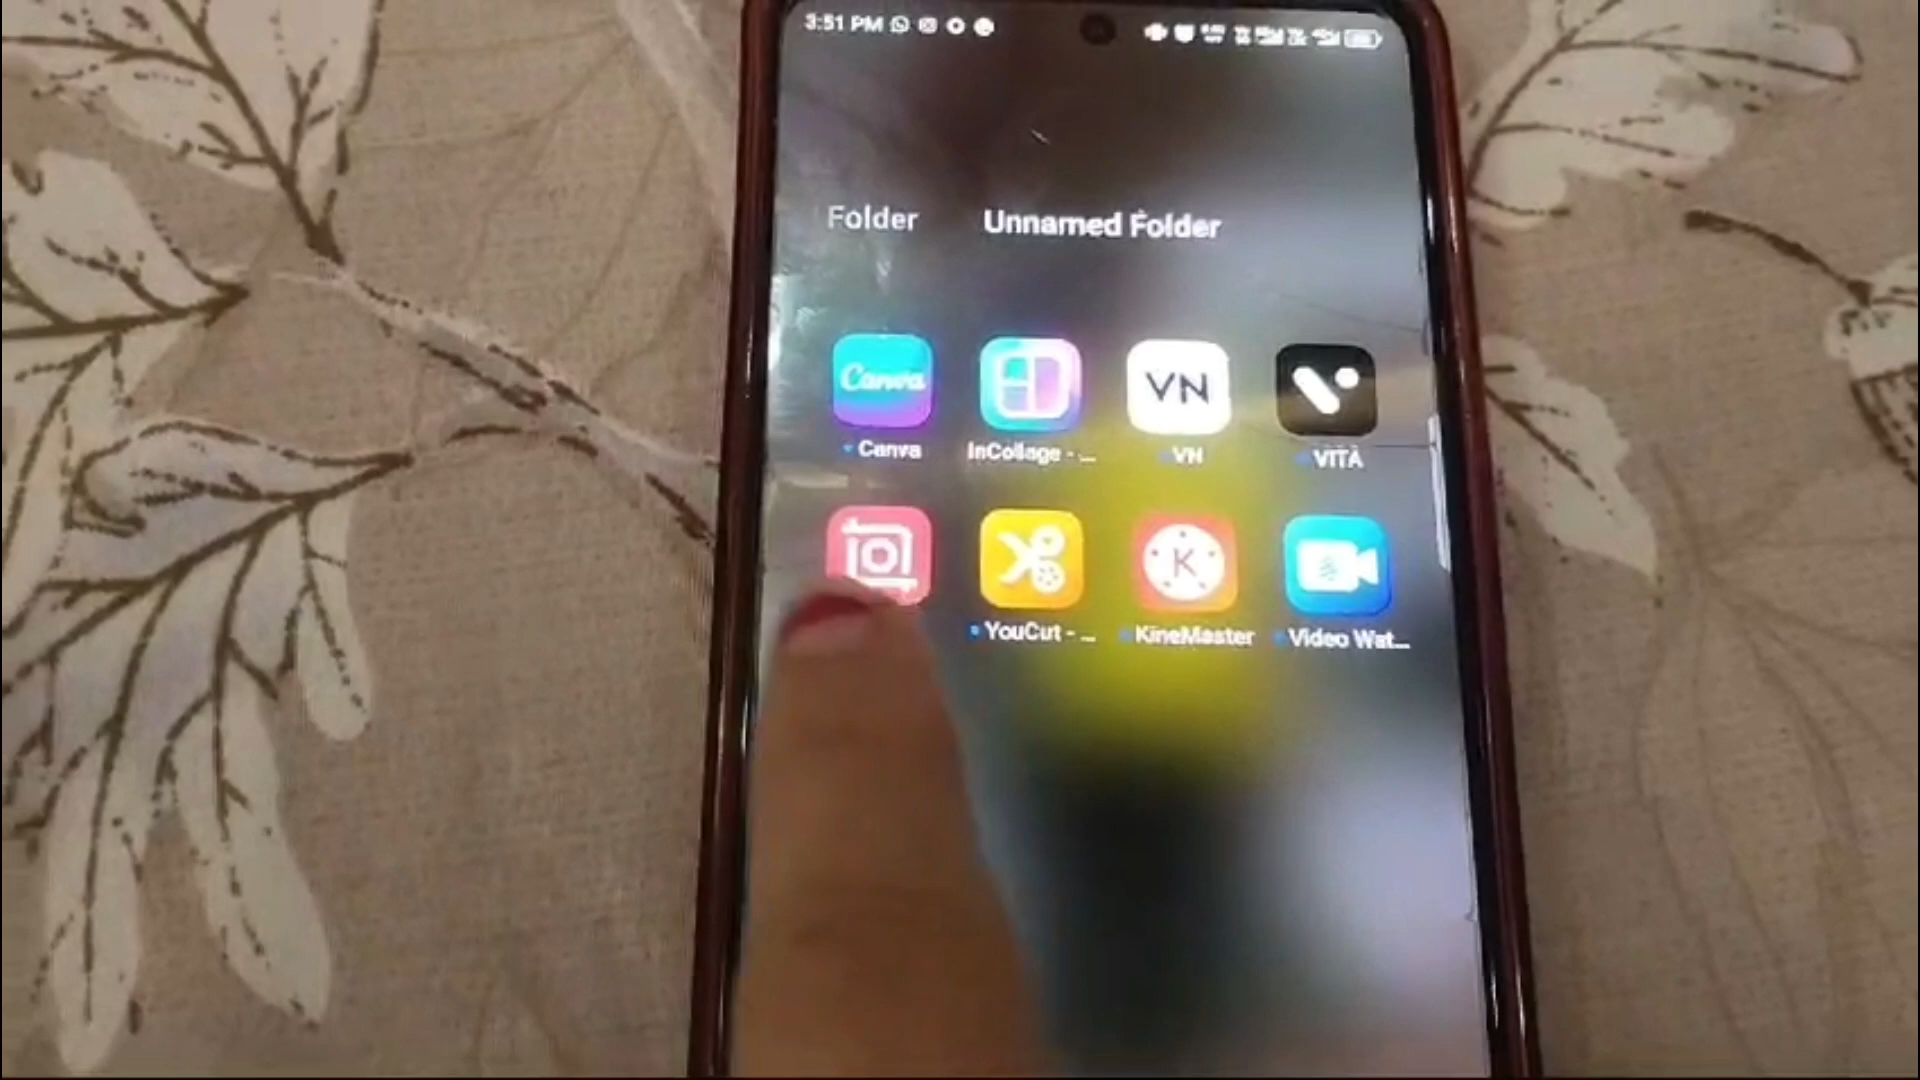 3:51 PM
Folder Unnamed Folder
Canva
VN
Canva InCollage - ... VN VITA
K
YouCut - ... KineMaster Video Wat...